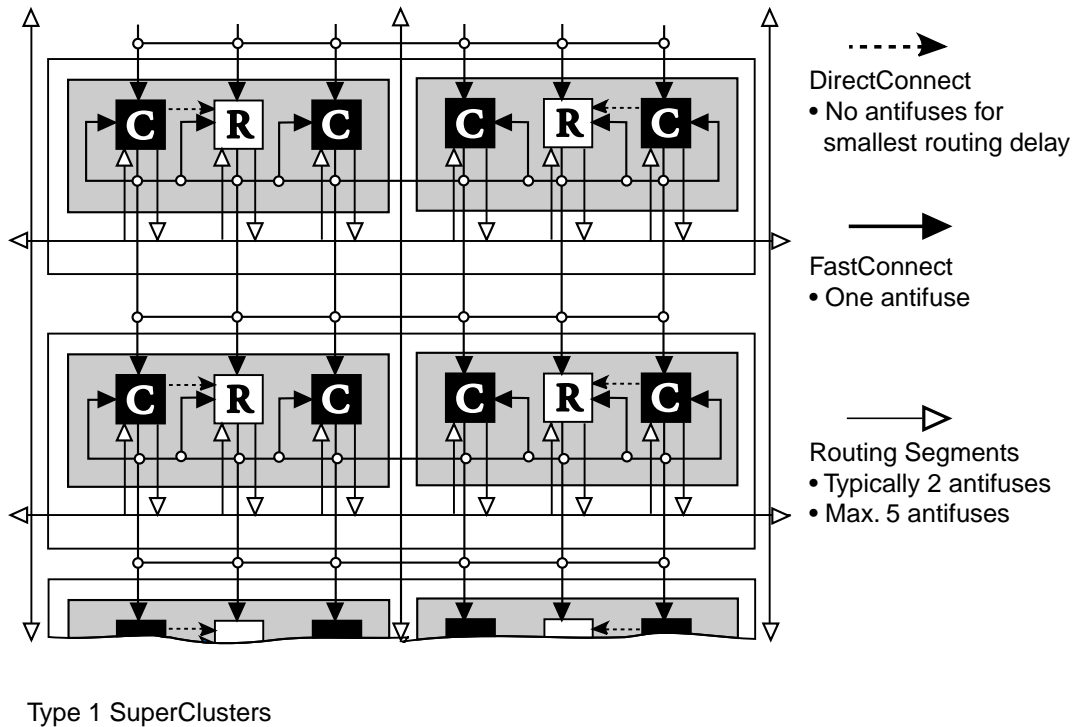 DirectConnect
• No antifuses for
smallest routing delay
C R C C R C
FastConnect
• One antifuse
C R C C R C
Routing Segments
• Typically 2 antifuses
• Max. 5 antifuses
Type 1 SuperClusters